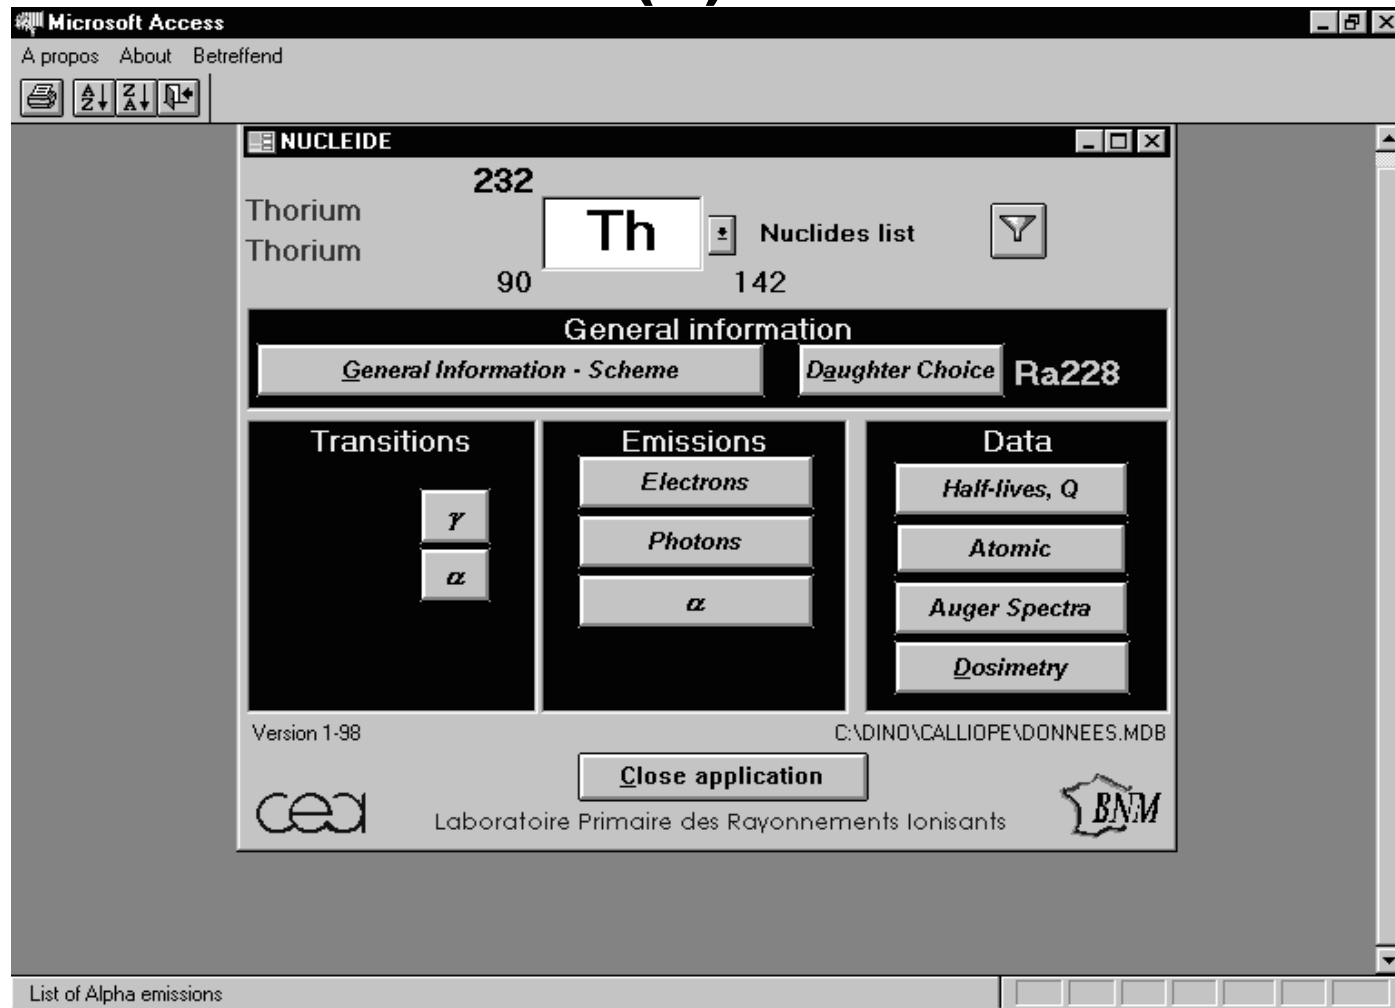 Microsoft Access
A propos About Betreffend
NUCLEIDE
232
Thorium
Th
Nuclides list
Thorium
90 142
General information
General Information - Scheme
Daughter Choice
Ra228
Transitions
γ
α
Emissions
Electrons
Photons
α
Data
Half-lives, Q
Atomic
Auger Spectra
Dosimetry
Version 1-98
C:\DINO\CALLIOPE\DONNEES.MDB
Close application
cea
Laboratoire Primaire des Rayonnements Ionisants
BNM
List of Alpha emissions